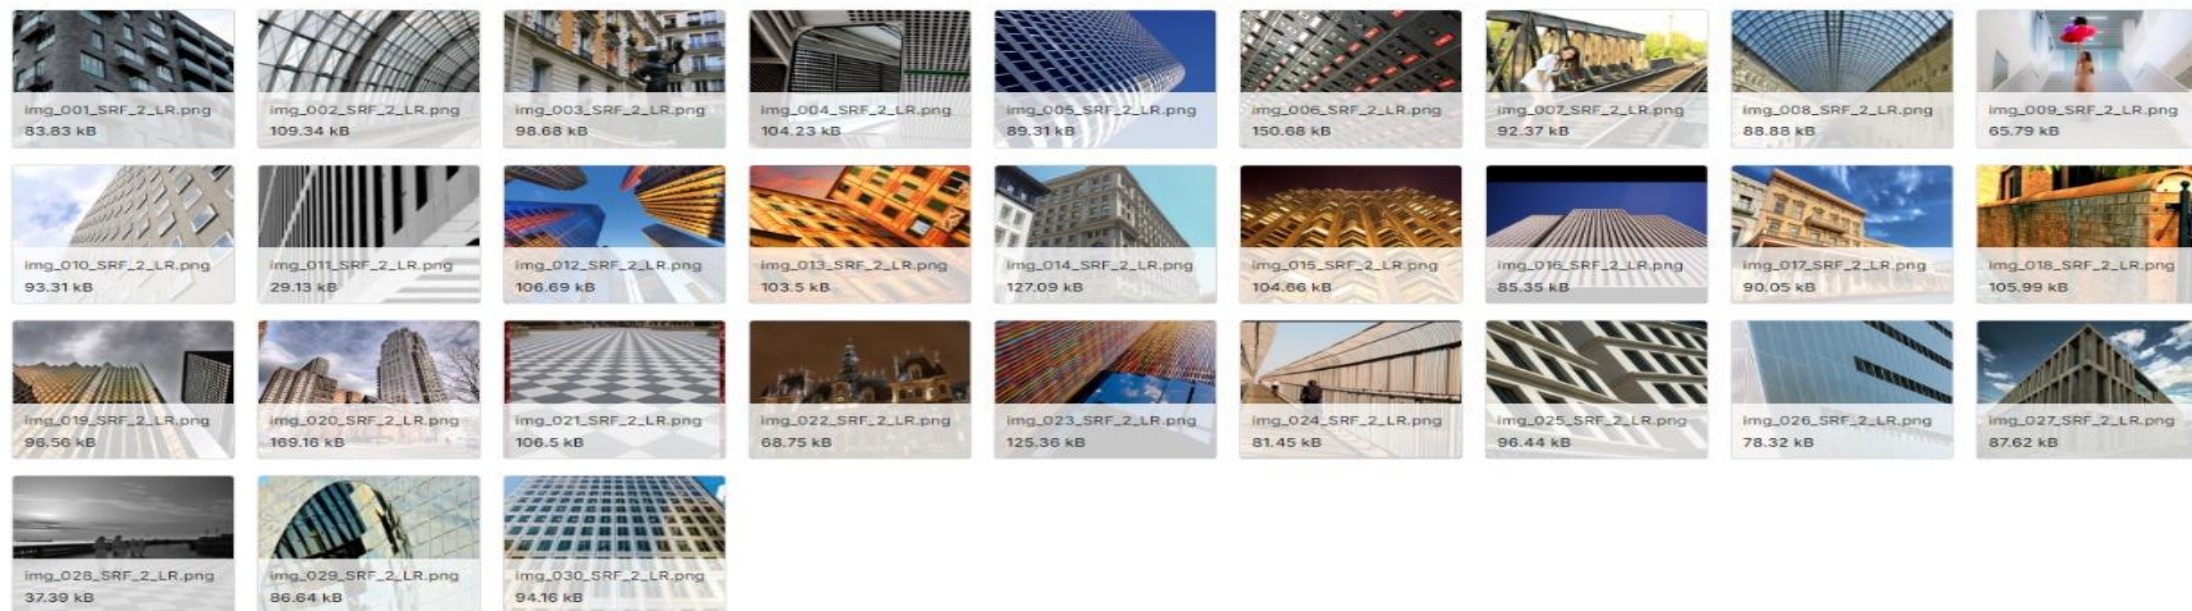 img_001_SRF_2_LR.png
83.83 kB
img_002_SRF_2_LR.png
109.34 kB
img_003_SRF_2_LR.png
98.68 kB
img_004_SRF_2_LR.png
104.23 kB
img_005_SRF_2_LR.png
89.31 kB
img_006_SRF_2_LR.png
150.68 kB
img_007_SRF_2_LR.png
92.37 kB
img_008_SRF_2_LR.png
88.88 kB
img_009_SRF_2_LR.png
65.79 kB
img_010_SRF_2_LR.png
93.31 kB
img_011_SRF_2_LR.png
29.13 kB
img_012_SRF_2_LR.png
106.69 kB
img_013_SRF_2_LR.png
103.5 kB
img_014_SRF_2_LR.png
127.09 kB
img_015_SRF_2_LR.png
104.66 kB
img_016_SRF_2_LR.png
85.35 kB
img_017_SRF_2_LR.png
90.05 kB
img_018_SRF_2_LR.png
105.99 kB
img_019_SRF_2_LR.png
96.56 kB
img_020_SRF_2_LR.png
169.16 kB
img_021_SRF_2_LR.png
106.5 kB
img_022_SRF_2_LR.png
68.75 kB
img_023_SRF_2_LR.png
125.36 kB
img_024_SRF_2_LR.png
81.45 kB
img_025_SRF_2_LR.png
96.44 kB
img_026_SRF_2_LR.png
78.32 kB
img_027_SRF_2_LR.png
87.62 kB
img_028_SRF_2_LR.png
37.39 kB
img_029_SRF_2_LR.png
86.64 kB
img_030_SRF_2_LR.png
94.16 kB